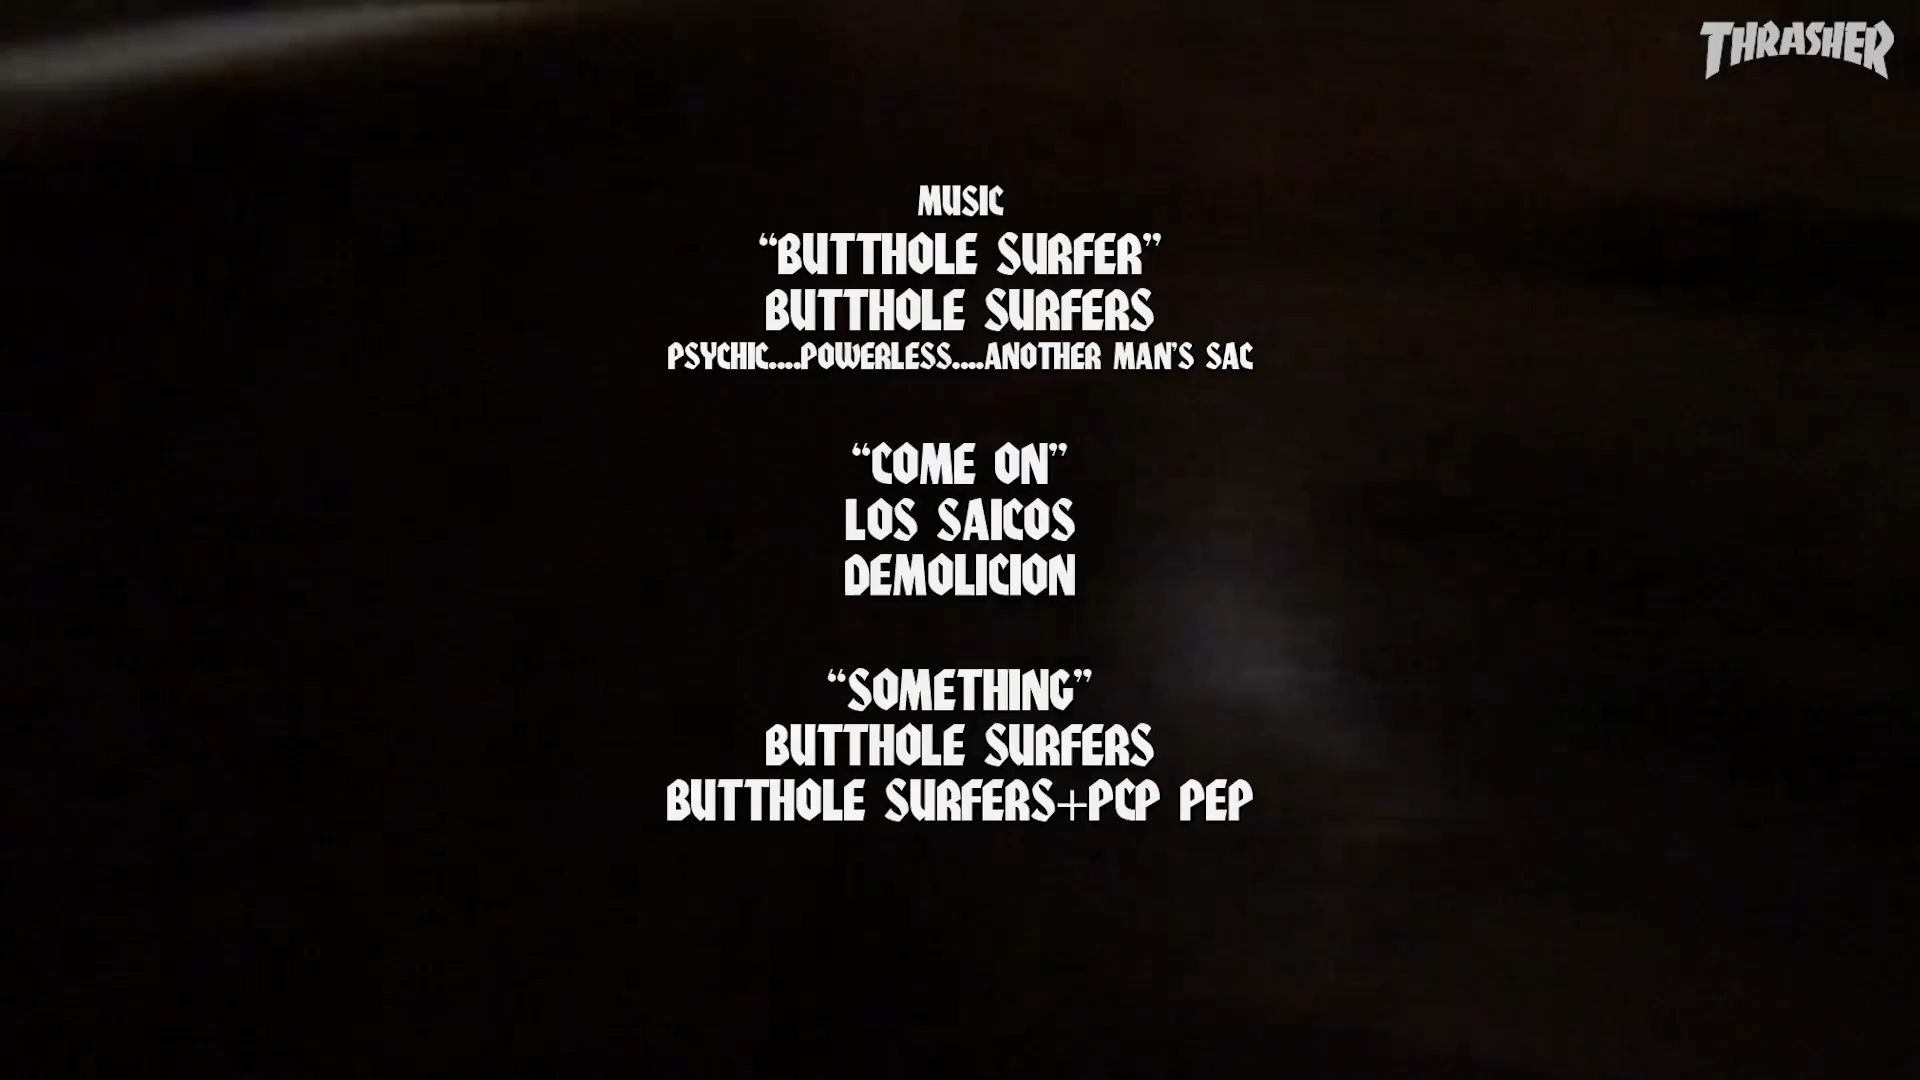 THRASHER
MUSIC
“BUTTHOLE SURFER”
BUTTHOLE SURFERS
PSYCHIC....POWERLESS....ANOTHER MAN'S SAC
“COME ON”
LOS SAICOS
DEMOLICION
“SOMETHING”
BUTTHOLE SURFERS
BUTTHOLE SURFERS+PCP PEP